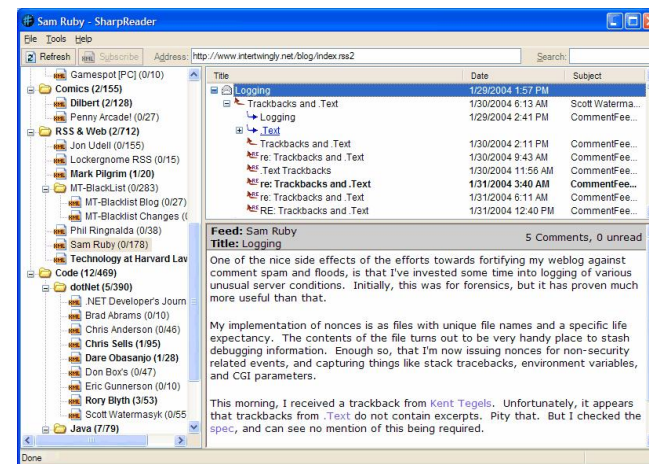 Sam Ruby - SharpReader
File Tools Help
Refresh Subscribe Address: http://www.intertwingly.net/blog/index.rss2 Search:
Gamespot [PC] (0/10)
Comics (2/155)
Dilbert (2/128)
Penny Arcade! (0/27)
RSS & Web (2/712)
Jon Udell (0/155)
Lockergnome RSS (0/15)
Mark Pilgrim (1/20)
MT-BlackList (0/283)
MT-Blacklist Blog (0/27)
MT-Blacklist Changes (
Phil Ringnalda (0/38)
Sam Ruby (0/178)
Technology at Harvard Law
Code (12/469)
dotNet (5/390)
.NET Developer's Journ
Brad Abrams (0/10)
Chris Anderson (0/46)
Chris Sells (1/95)
Dare Obasanjo (1/28)
Don Box's (0/47)
Eric Gunnerson (0/10)
Rory Blyth (3/53)
Scott Watermasyk (0/55
Java (7/79)
Title Date Subject
Logging 1/29/2004 1:57 PM
Trackbacks and .Text 1/30/2004 6:13 AM Scott Waterma...
Logging 1/29/2004 2:41 PM CommentFee...
.Text
Trackbacks and .Text 1/30/2004 2:11 PM CommentFee...
re: Trackbacks and .Text 1/30/2004 9:43 AM CommentFee...
.Text Trackbacks 1/30/2004 11:56 AM CommentFee...
re: Trackbacks and .Text 1/31/2004 3:40 AM CommentFee...
re: Trackbacks and .Text 1/31/2004 6:11 AM CommentFee...
RE: Trackbacks and .Text 1/31/2004 12:40 PM CommentFee...
Feed: Sam Ruby
Title: Logging
5 Comments, 0 unread
One of the nice side effects of the efforts towards fortifying my weblog against
comment spam and floods, is that I've invested some time into logging of various
unusual server conditions. Initially, this was for forensics, but it has proven much
more useful than that.
My implementation of nonces is as files with unique file names and a specific life
expectancy. The contents of the file turns out to be very handy place to stash
debugging information. Enough so, that I'm now issuing nonces for non-security
related events, and capturing things like stack tracebacks, environment variables,
and CGI parameters.
This morning, I received a trackback from Kent Tegels. Unfortunately, it appears
that trackbacks from .Text do not contain excerpts. Pity that. But I checked the
spec, and can see no mention of this being required.
Done